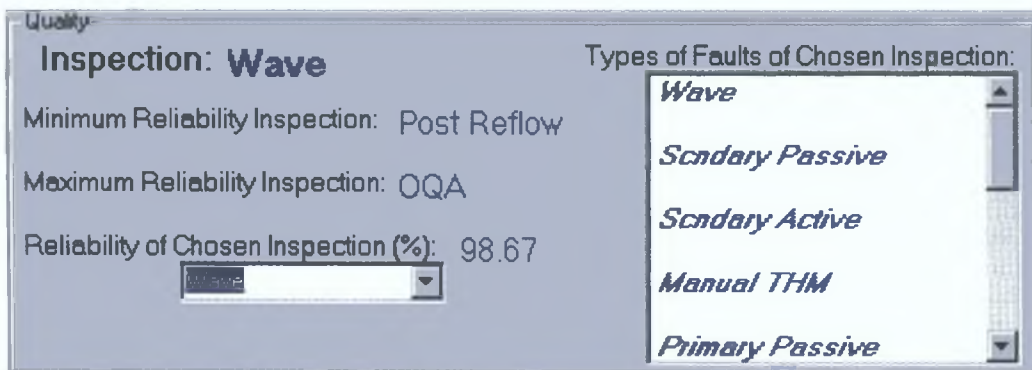 Quality
Inspection: Wave
Minimum Reliability Inspection: Post Reflow
Maximum Reliability Inspection: OQA
Reliability of Chosen Inspection (%): 98.67
Wave
Types of Faults of Chosen Inspection:
Wave
Scndary Passive
Scndary Active
Manual THM
Primary Passive